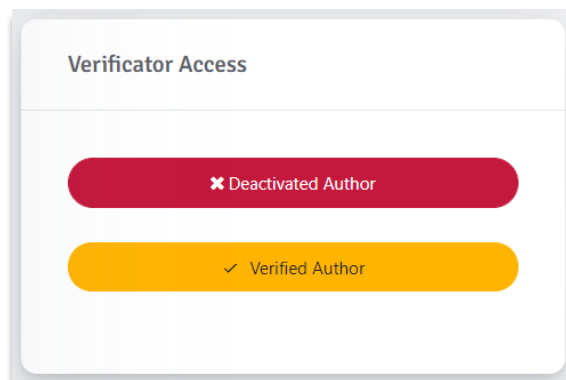 Verificator Access
Deactivated Author
Verified Author